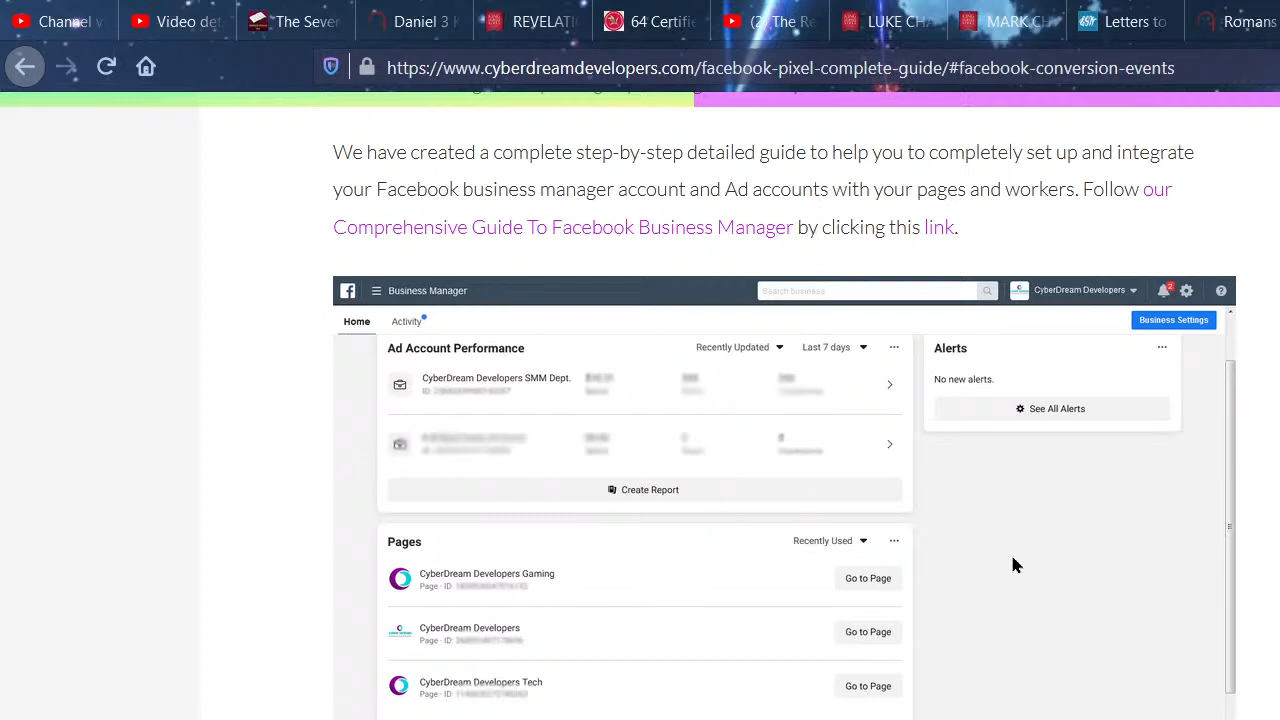 Channel v
Video det
The Sever
Daniel 3 K
REVELATI
64 Certifie
(2) The Re
LUKE CHA
MARK CHA
Letters to
Romans
https://www.cyberdreamdevelopers.com/facebook-pixel-complete-guide/#facebook-conversion-events
We have created a complete step-by-step detailed guide to help you to completely set up and integrate
your Facebook business manager account and Ad accounts with your pages and workers. Follow our
Comprehensive Guide To Facebook Business Manager by clicking this link.
Business Manager
Search business
CyberDream Developers
2
Home
Activity
Business Settings
Ad Account Performance
Recently Updated
Last 7 days
CyberDream Developers SMM Dept.
Create Report
Alerts
No new alerts.
See All Alerts
Pages
Recently Used
CyberDream Developers Gaming
Page · ID:
Go to Page
CyberDream Developers
Page · ID:
Go to Page
CyberDream Developers Tech
Page · ID:
Go to Page